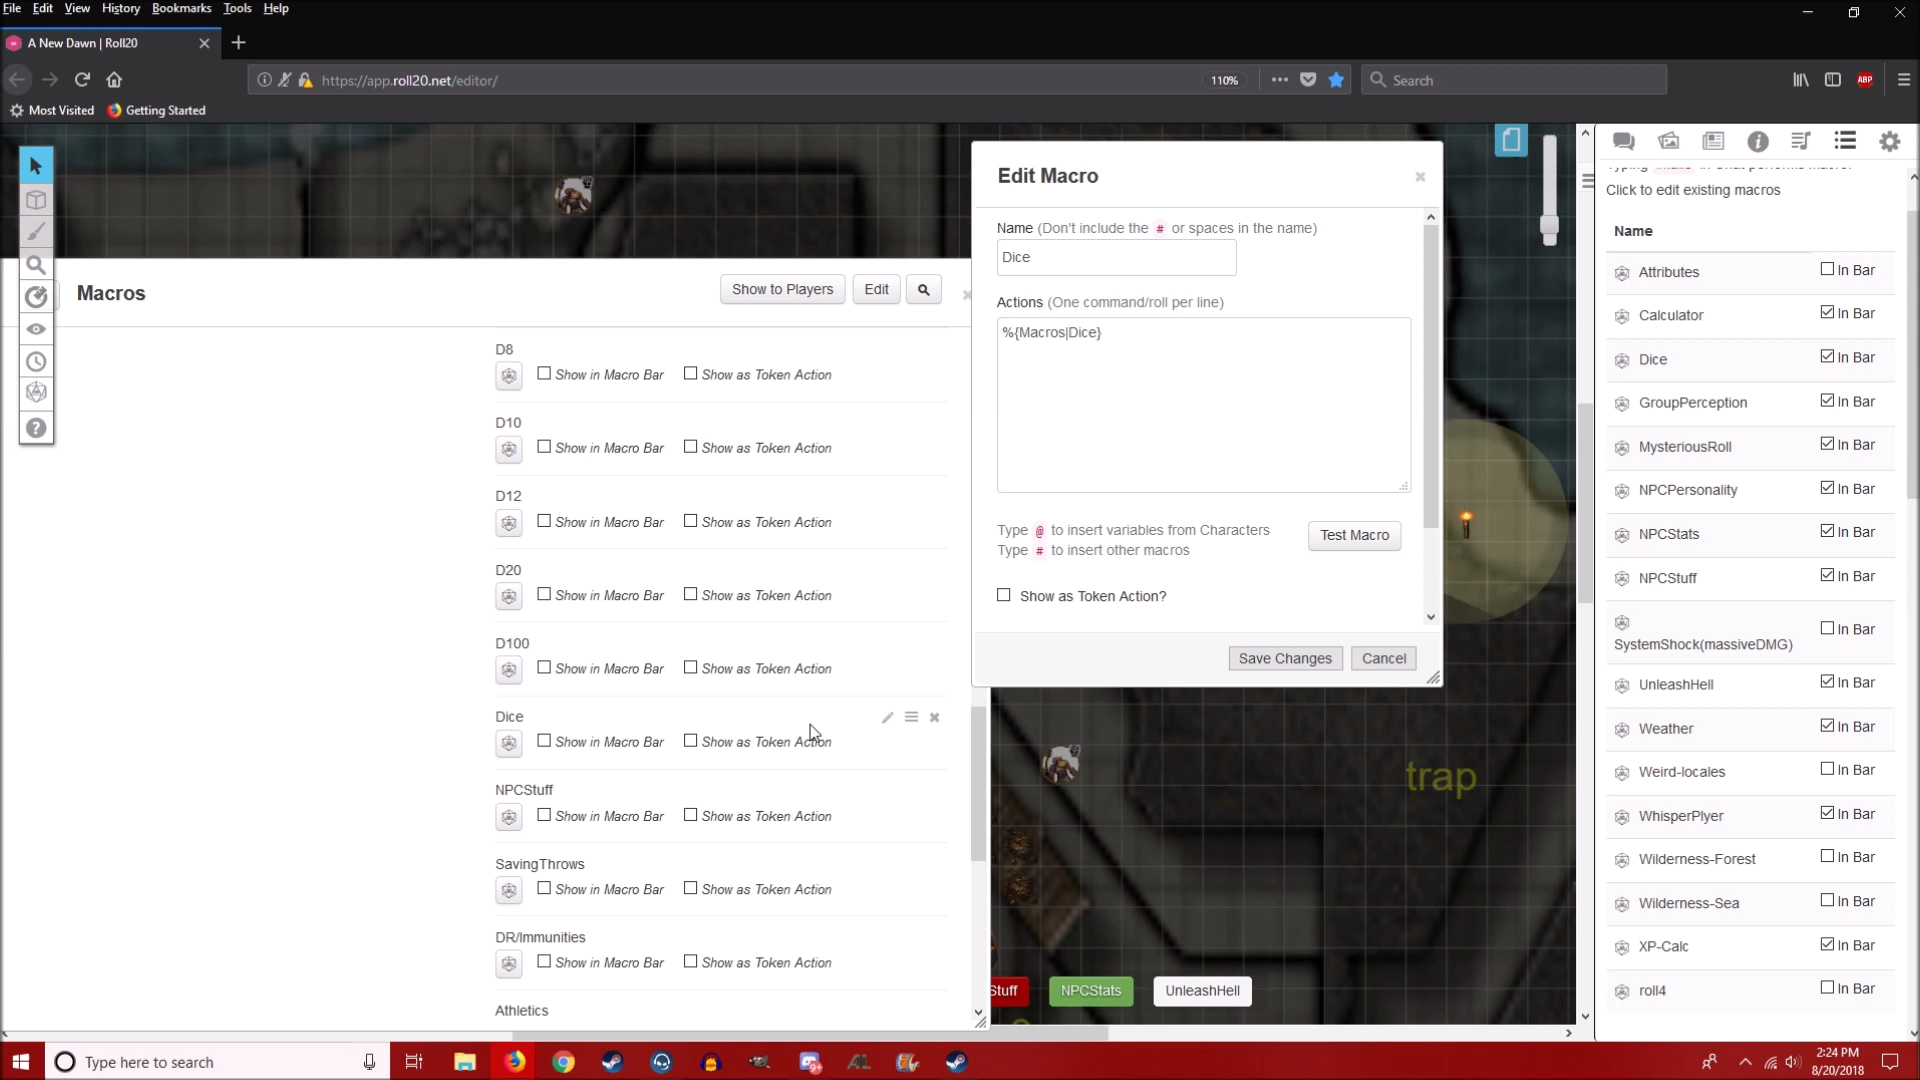 File Edit View History Bookmarks Tools Help
A New Dawn | Roll20
https://app.roll20.net/editor/
110%
Search
Most Visited
Getting Started
ABP
Macros
Show to Players
Edit
D8
Show in Macro Bar
Show as Token Action
D10
Show in Macro Bar
Show as Token Action
D12
Show in Macro Bar
Show as Token Action
D20
Show in Macro Bar
Show as Token Action
D100
Show in Macro Bar
Show as Token Action
Dice
Show in Macro Bar
Show as Token Action
NPCStuff
Show in Macro Bar
Show as Token Action
SavingThrows
Show in Macro Bar
Show as Token Action
DR/Immunities
Show in Macro Bar
Show as Token Action
Athletics
Edit Macro
Name (Don't include the # or spaces in the name)
Dice
Actions (One command/roll per line)
%{Macros|Dice}
Type @ to insert variables from Characters
Type # to insert other macros
Test Macro
Show as Token Action?
Save Changes
Cancel
trap
Stuff
NPCStats
UnleashHell
Click to edit existing macros
Name
Attributes In Bar
Calculator In Bar
Dice In Bar
GroupPerception In Bar
MysteriousRoll In Bar
NPCPersonality In Bar
NPCStats In Bar
NPCStuff In Bar
SystemShock(massiveDMG) In Bar
UnleashHell In Bar
Weather In Bar
Weird-locales In Bar
WhisperPlyer In Bar
Wilderness-Forest In Bar
Wilderness-Sea In Bar
XP-Calc In Bar
roll4 In Bar
Type here to search
AL
9+
2:24 PM
8/20/2018